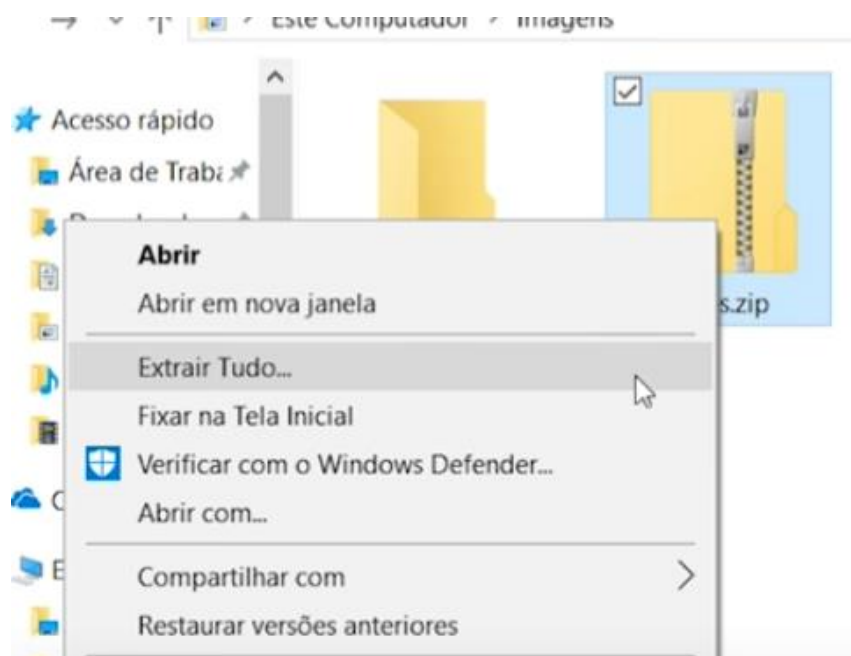 Este Computador > Imagens
Acesso rápido
Área de Traba
s.zip
Abrir
Abrir em nova janela
Extrair Tudo...
Fixar na Tela Inicial
Verificar com o Windows Defender...
Abrir com...
Compartilhar com
Restaurar versões anteriores